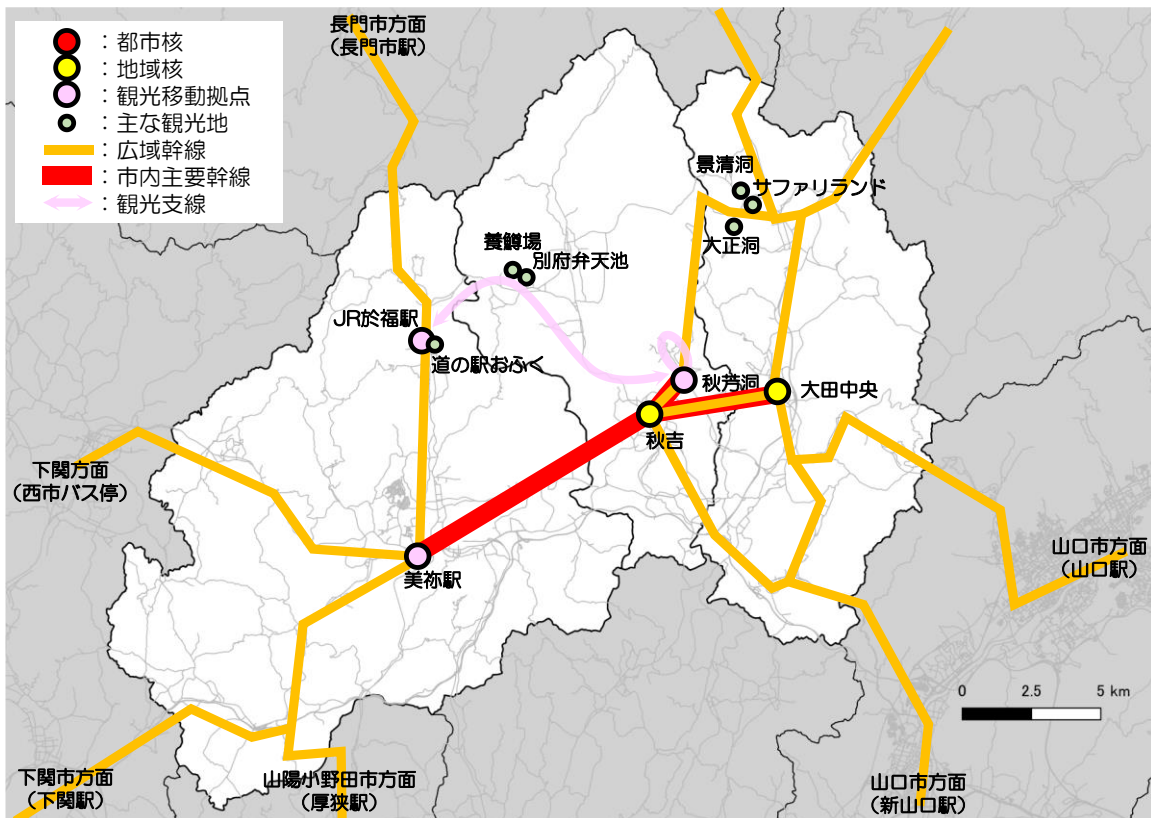 ：都市核
：地域核
：観光移動拠点
：主な観光地
：広域幹線
：市内主要幹線
：観光支線
長門市方面
（長門市駅）
景清洞
サファリランド
大正洞
養鱒場
別府弁天池
JR於福駅
道の駅おふく
秋芳洞
大田中央
秋吉
下関方面
（西市バス停）
美祢駅
山口市方面
（山口駅）
0 2.5 5 km
下関市方面
（下関駅）
山陽小野田市方面
（厚狭駅）
山口市方面
（新山口駅）